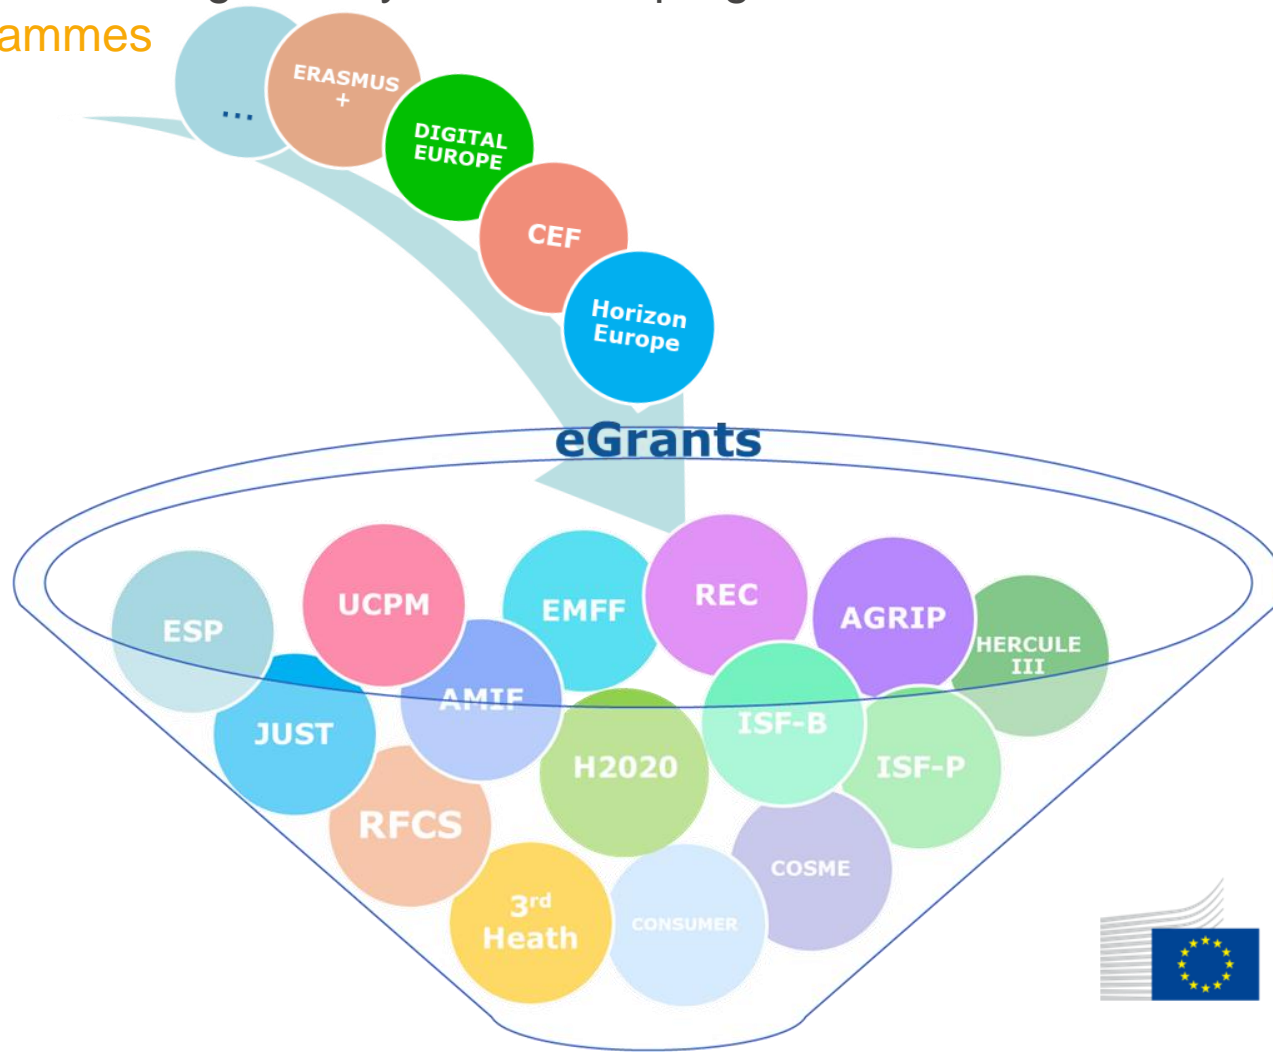 ammes
...
ERASMUS
+
DIGITAL
EUROPE
CEF
Horizon
Europe
eGrants
ESP
UCPM
EMFF
REC
AGRIP
HERCULE
III
JUST
AMIF
H2020
ISF-B
ISF-P
RFCS
COSME
3rd
Heath
CONSUMER